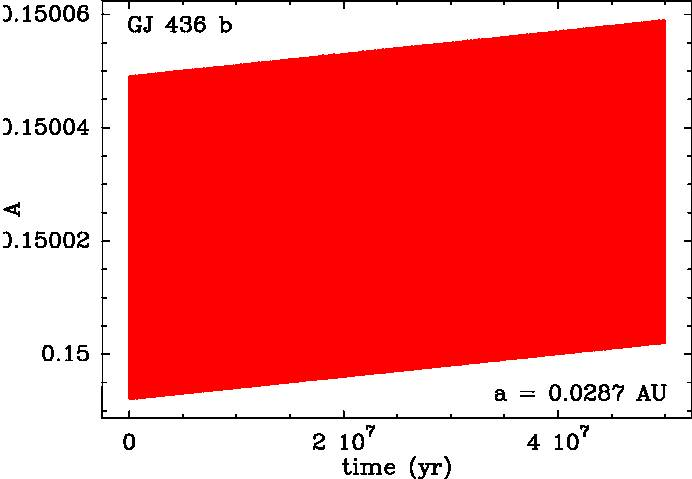 0.15006
GJ 436 b
0.15004
A
0.15002
0.15
a = 0.0287 AU
0 2 10⁷ 4 10⁷
time (yr)